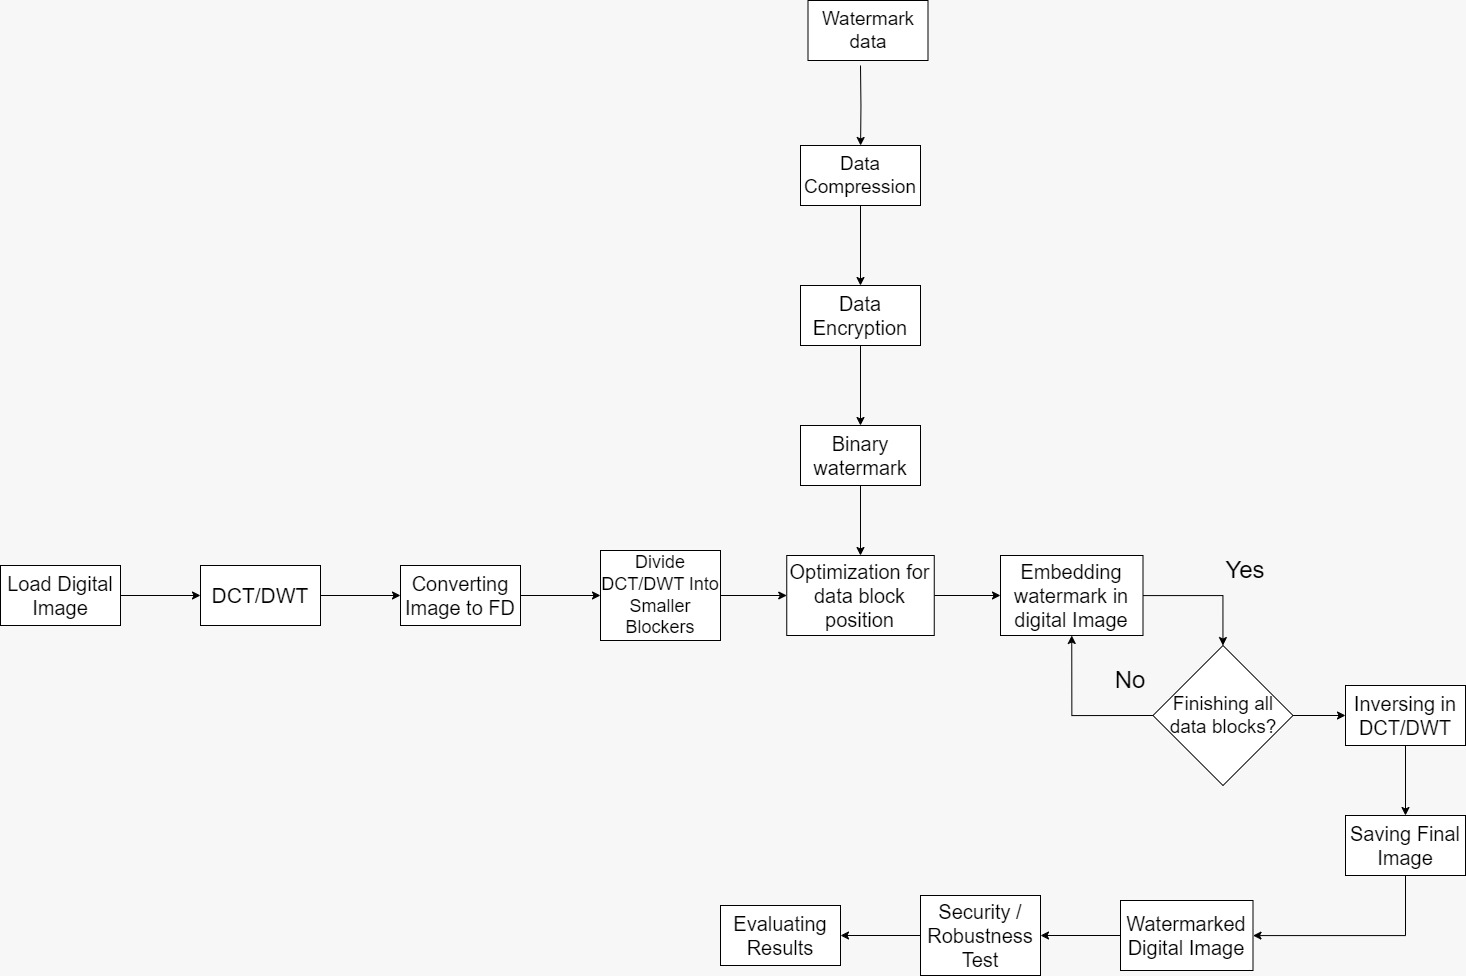 Watermark
data
Data
Compression
Data
Encryption
Binary
watermark
Load Digital
Image
DCT/DWT
Converting
Image to FD
Divide
DCT/DWT Into
Smaller
Blockers
Optimization for
data block
position
Embedding
watermark in
digital Image
Yes
No
Finishing all
data blocks?
Inversing in
DCT/DWT
Saving Final
Image
Watermarked
Digital Image
Security /
Robustness
Test
Evaluating
Results